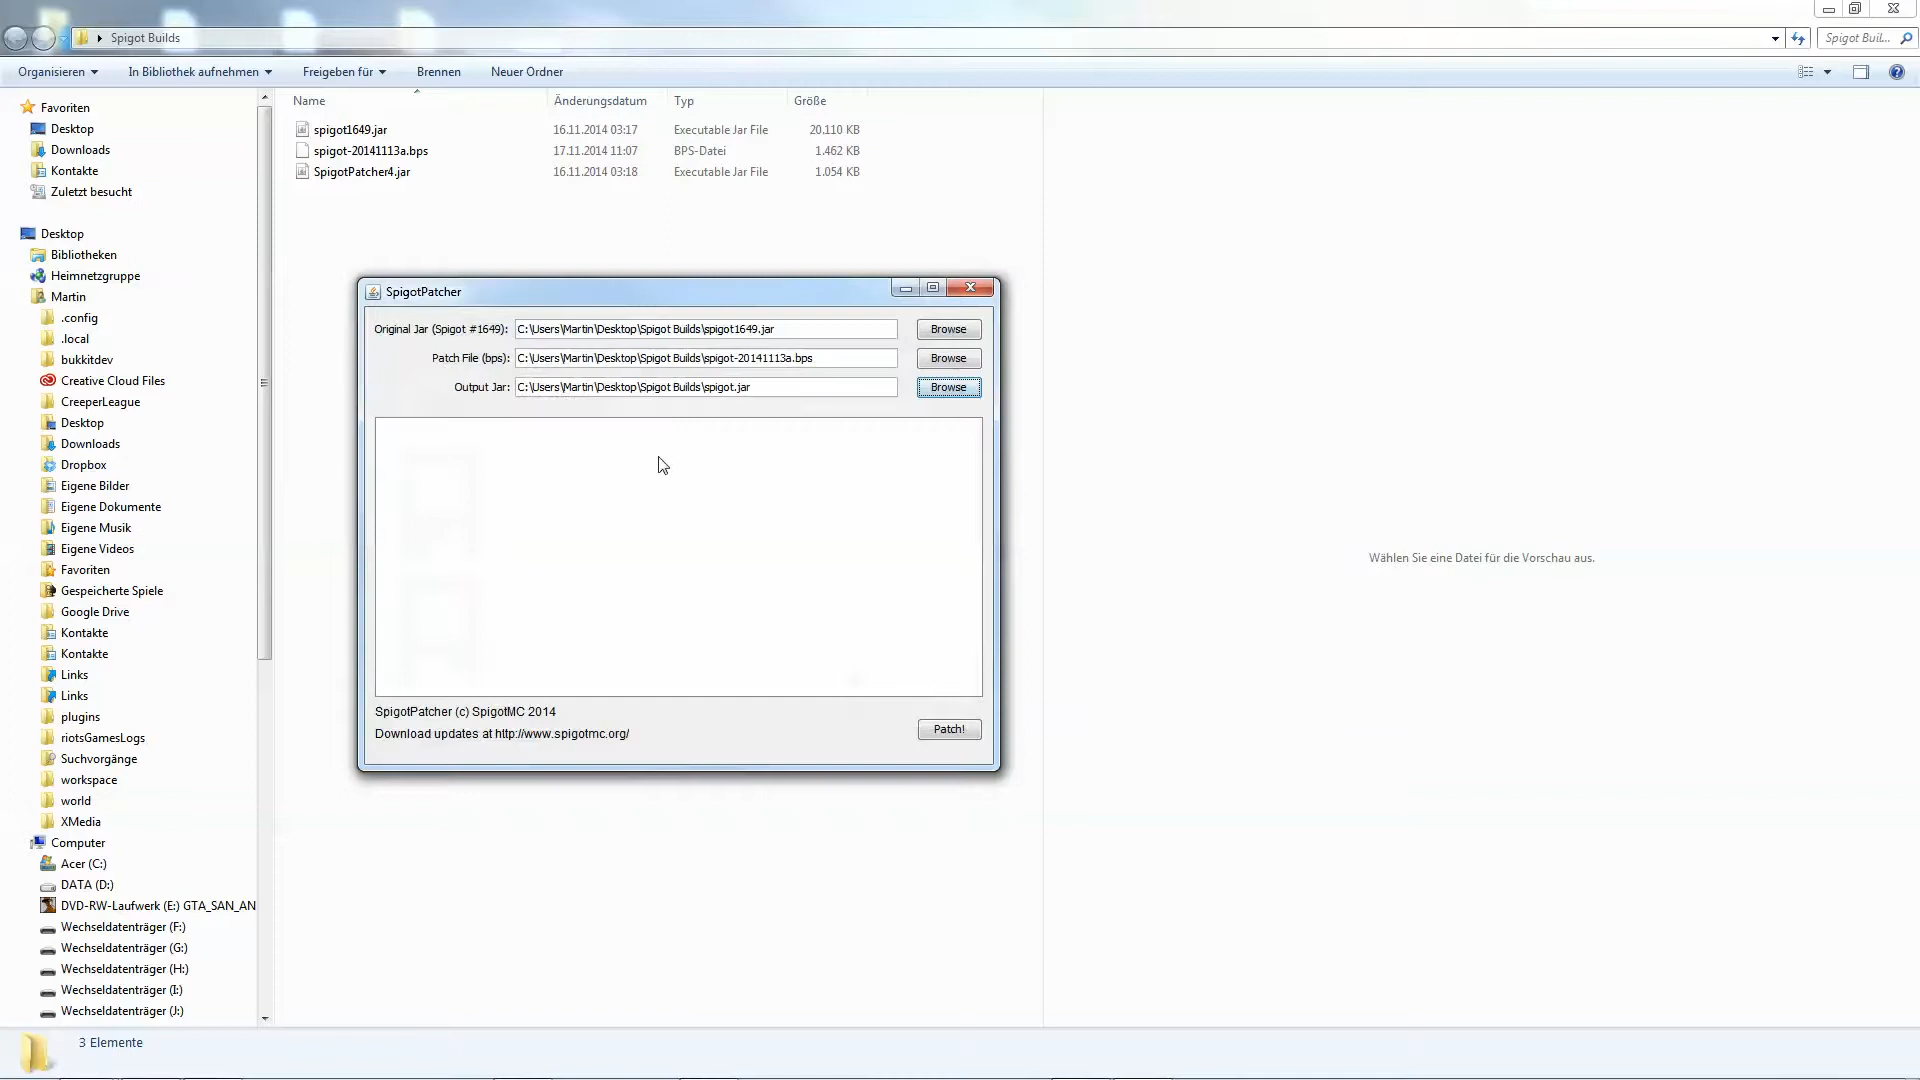 Spigot Builds
Spigot Buil...
Organisieren
In Bibliothek aufnehmen
Freigeben für
Brennen
Neuer Ordner
Name
Änderungsdatum
Typ
Größe
spigot1649.jar
16.11.2014 03:17
Executable Jar File
20.110 KB
spigot-20141113a.bps
17.11.2014 11:07
BPS-Datei
1.462 KB
SpigotPatcher4.jar
16.11.2014 03:18
Executable Jar File
1.054 KB
Favoriten
Desktop
Downloads
Kontakte
Zuletzt besucht
Desktop
Bibliotheken
Heimnetzgruppe
Martin
.config
.local
bukkitdev
Creative Cloud Files
CreeperLeague
Desktop
Downloads
Dropbox
Eigene Bilder
Eigene Dokumente
Eigene Musik
Eigene Videos
Favoriten
Gespeicherte Spiele
Google Drive
Kontakte
Kontakte
Links
Links
plugins
riotsGamesLogs
Suchvorgänge
workspace
world
XMedia
Computer
Acer (C:)
DATA (D:)
DVD-RW-Laufwerk (E:) GTA_SAN_AN
Wechseldatenträger (F:)
Wechseldatenträger (G:)
Wechseldatenträger (H:)
Wechseldatenträger (I:)
Wechseldatenträger (J:)
SpigotPatcher
Original Jar (Spigot #1649):
C:\Users\Martin\Desktop\Spigot Builds\spigot1649.jar
Browse
Patch File (bps):
C:\Users\Martin\Desktop\Spigot Builds\spigot-20141113a.bps
Browse
Output Jar:
C:\Users\Martin\Desktop\Spigot Builds\spigot.jar
Browse
SpigotPatcher (c) SpigotMC 2014
Download updates at http://www.spigotmc.org/
Patch!
Wählen Sie eine Datei für die Vorschau aus.
3 Elemente